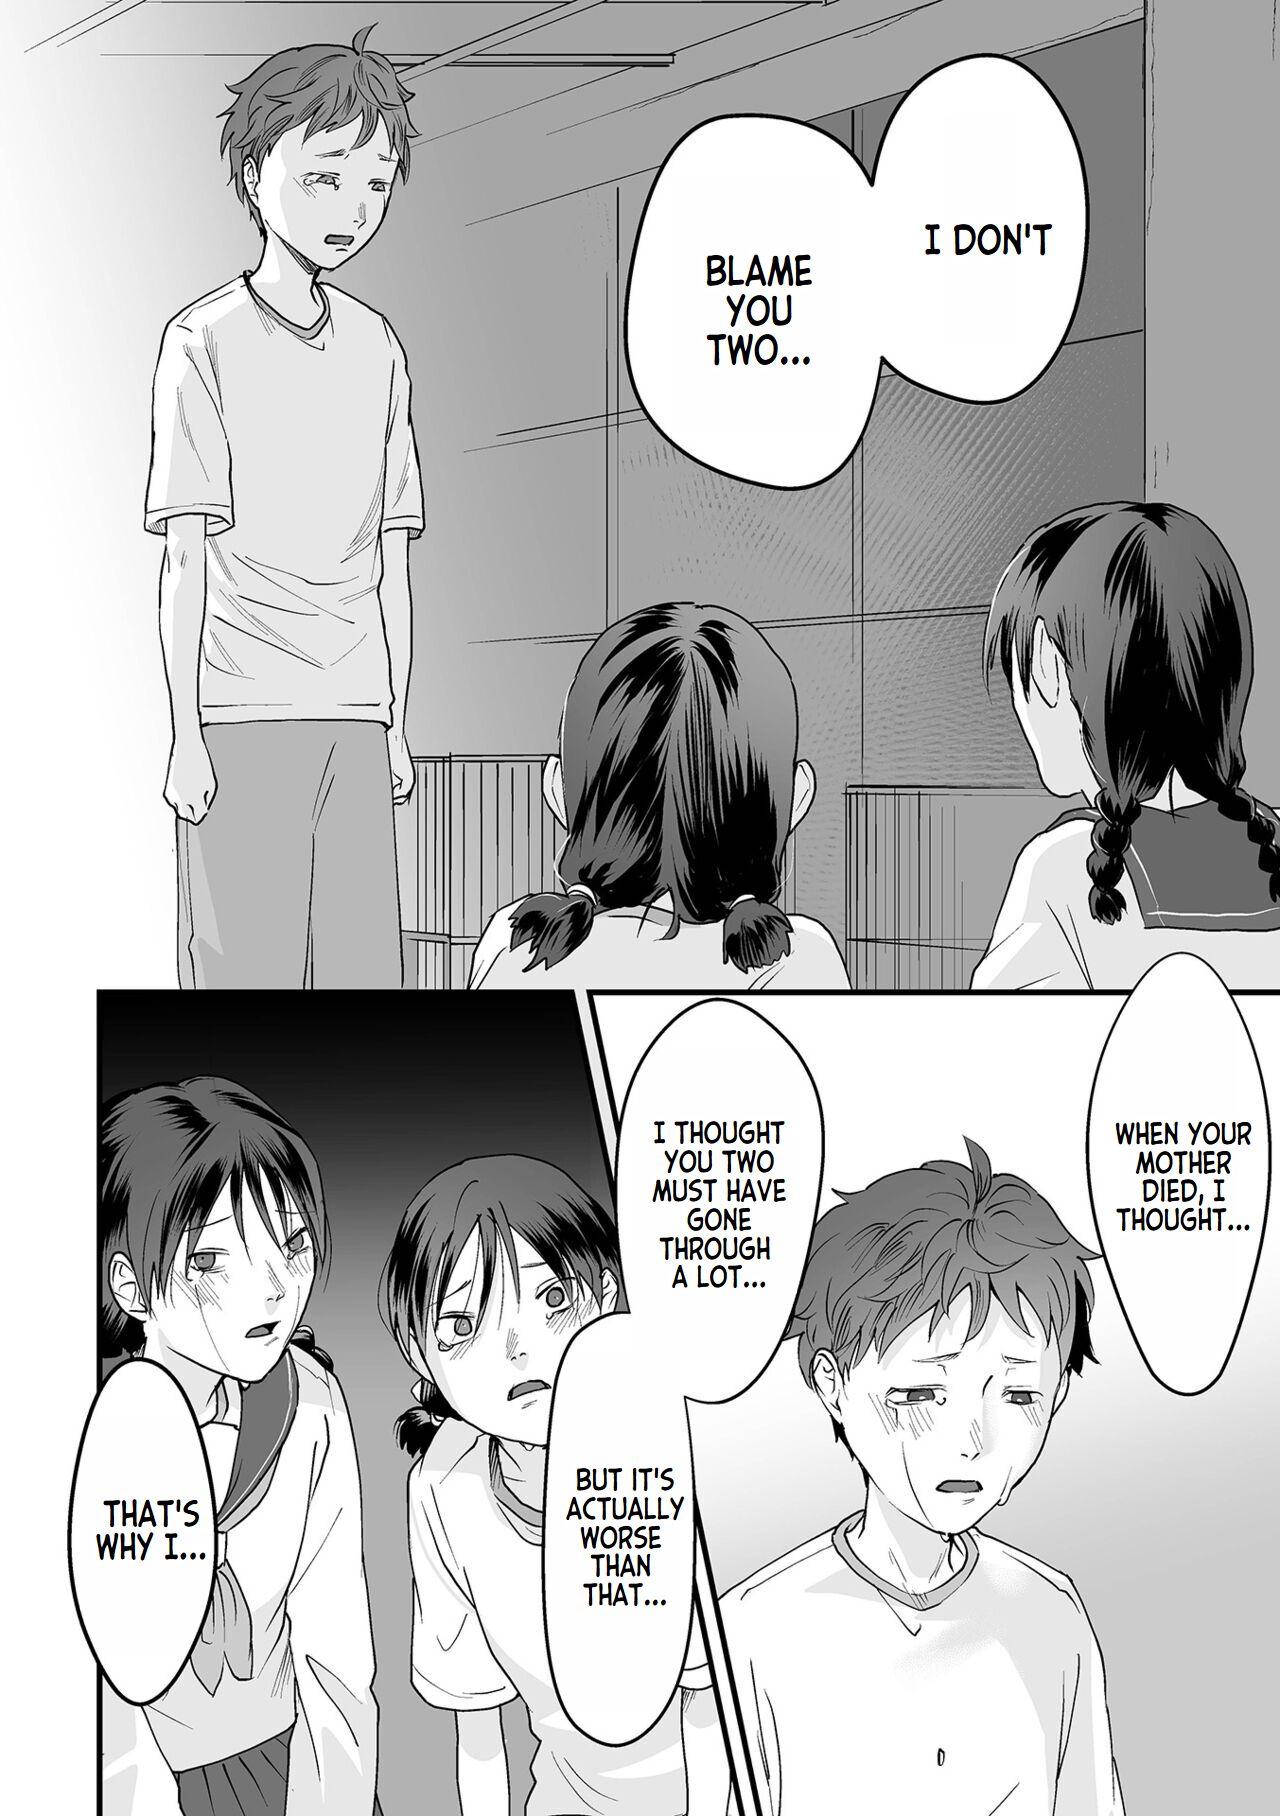 I DON'T
BLAME
YOU
TWO...
WHEN YOUR
MOTHER
DIED, I
THOUGHT...
I THOUGHT
YOU TWO
MUST HAVE
GONE
THROUGH
A LOT...
BUT IT'S
ACTUALLY
WORSE
THAN
THAT...
THAT'S
WHY I...